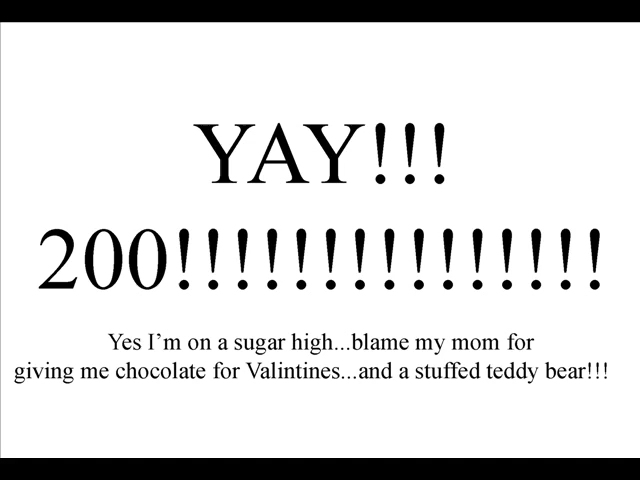 YAY!!!
200!!!!!!!!!!!!!!!
Yes I'm on a sugar high...blame my mom for
giving me chocolate for Valintines...and a stuffed teddy bear!!!